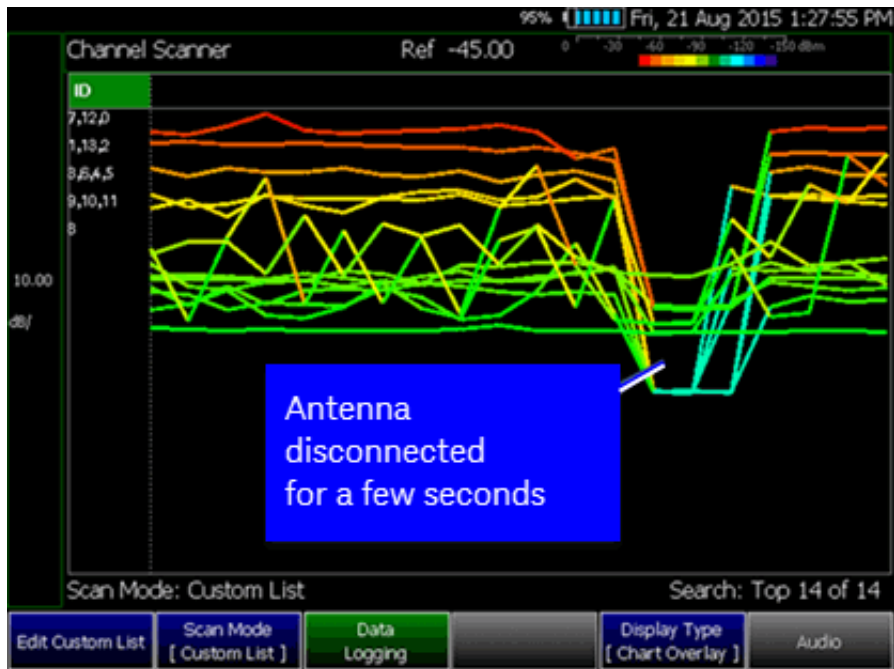 95% Fri, 21 Aug 2015 1:27:55 PM
Channel Scanner Ref -45.00 0 -30 -60 -90 -120 -150 dBm
ID
7,12,0
1,13,2
3,6,4,5
9,10,11
8
10.00
dB/
Antenna
disconnected
for a few seconds
Scan Mode: Custom List Search: Top 14 of 14
Edit Custom List Scan Mode Data Display Type Audio
[ Custom List ] Logging [ Chart Overlay ]